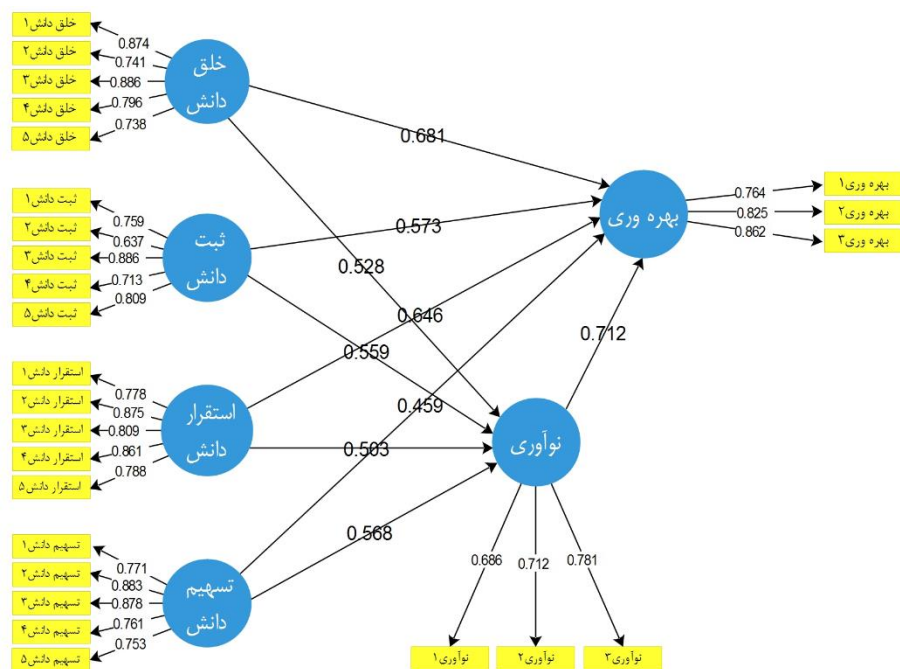 خلق دانش۱
خلق دانش۲
خلق دانش۳
خلق دانش۴
خلق دانش۵
0.874
0.741
0.886
0.796
0.738
خلق
دانش
ثبت دانش۱
ثبت دانش۲
ثبت دانش۳
ثبت دانش۴
ثبت دانش۵
0.759
0.637
0.886
0.713
0.809
ثبت
دانش
استقرار دانش۱
استقرار دانش۲
استقرار دانش۳
استقرار دانش۴
استقرار دانش۵
0.778
0.875
0.809
0.861
0.788
استقرار
دانش
تسهیم دانش۱
تسهیم دانش۲
تسهیم دانش۳
تسهیم دانش۴
تسهیم دانش۵
0.771
0.883
0.878
0.761
0.753
تسهیم
دانش
0.681
0.573
0.528
0.646
0.559
0.459
0.503
0.568
0.712
بهره وری
0.764
0.825
0.862
بهره وری۱
بهره وری۲
بهره وری۳
نوآوری
0.686
0.712
0.781
نوآوری۱
نوآوری۲
نوآوری۳